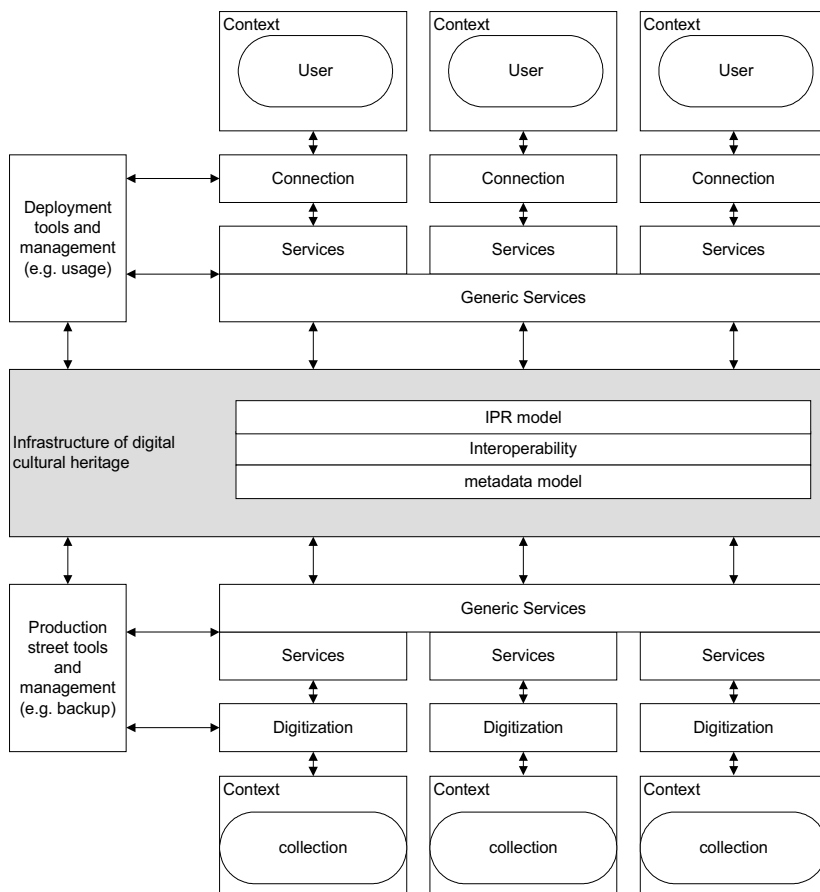 Context
Context
Context
User
User
User
Connection
Connection
Connection
Deployment
tools and
management
(e.g. usage)
Services
Services
Services
Generic Services
Infrastructure of digital
cultural heritage
IPR model
Interoperability
metadata model
Generic Services
Production
street tools
and
management
(e.g. backup)
Services
Services
Services
Digitization
Digitization
Digitization
Context
Context
Context
collection
collection
collection